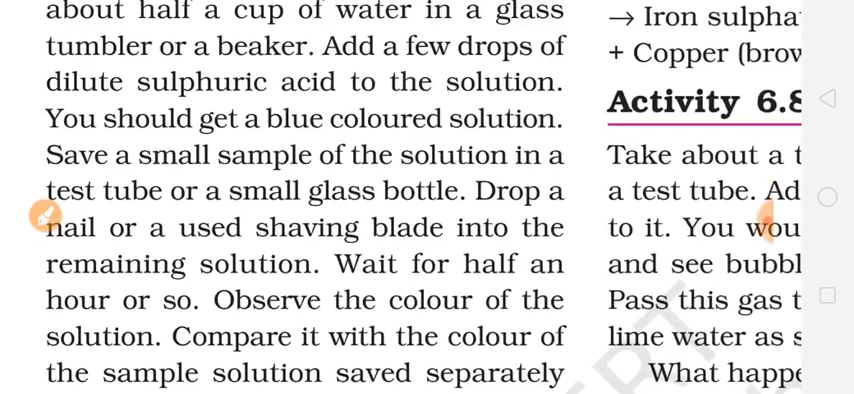 about half a cup of water in a glass
tumbler or a beaker. Add a few drops of
dilute sulphuric acid to the solution.
You should get a blue coloured solution.
Save a small sample of the solution in a
test tube or a small glass bottle. Drop a
nail or a used shaving blade into the
remaining solution. Wait for half an
hour or so. Observe the colour of the
solution. Compare it with the colour of
the sample solution saved separately
→ Iron sulpha
+ Copper (brow
Activity 6.8
Take about a t
a test tube. Ad
to it. You wou
and see bubbl
Pass this gas t
lime water as s
What happe